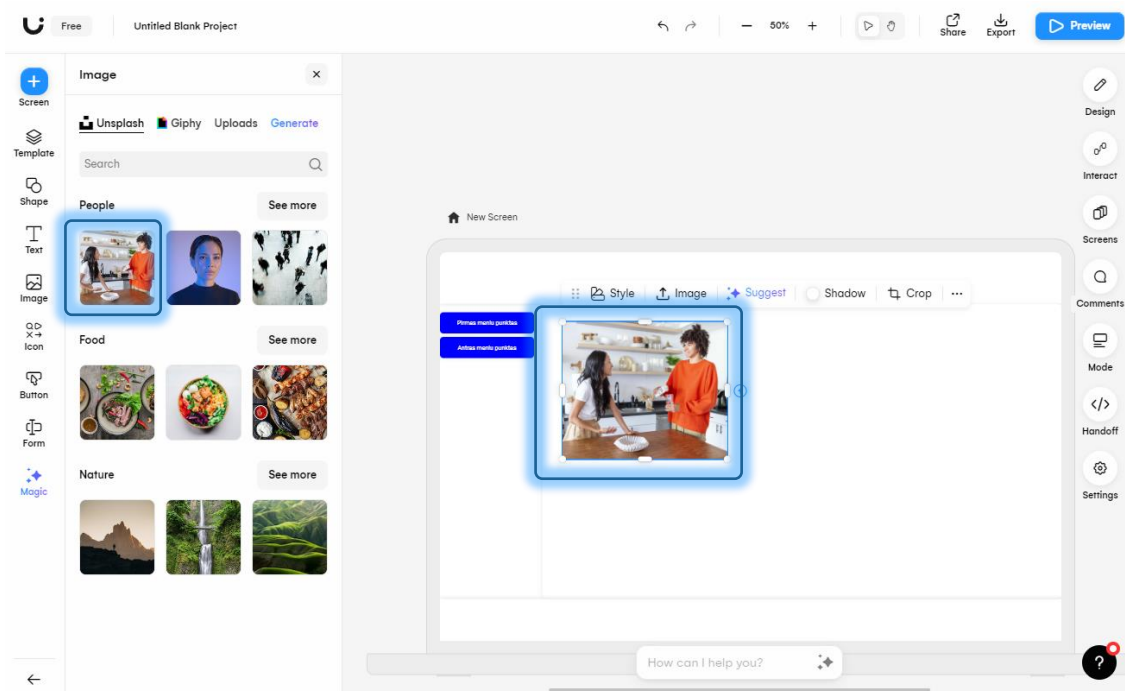 Free
Untitled Blank Project
50%
Share
Export
Preview
Screen
Template
Shape
Text
Image
Icon
Button
Form
Magic
Image
Unsplash
Giphy
Uploads
Generate
Search
People
See more
Food
See more
Nature
See more
New Screen
Style
Image
Suggest
Shadow
Crop
Pirmas meniu punktas
Antras meniu punktas
How can I help you?
Design
Interact
Screens
Comments
Mode
Handoff
Settings
?